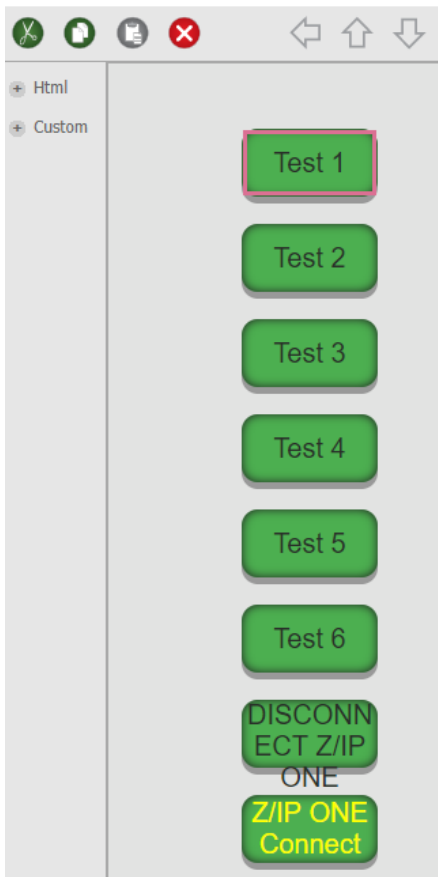 Html
Custom
Test 1
Test 2
Test 3
Test 4
Test 5
Test 6
DISCONN
ECT Z/IP
ONE
Z/IP ONE
Connect